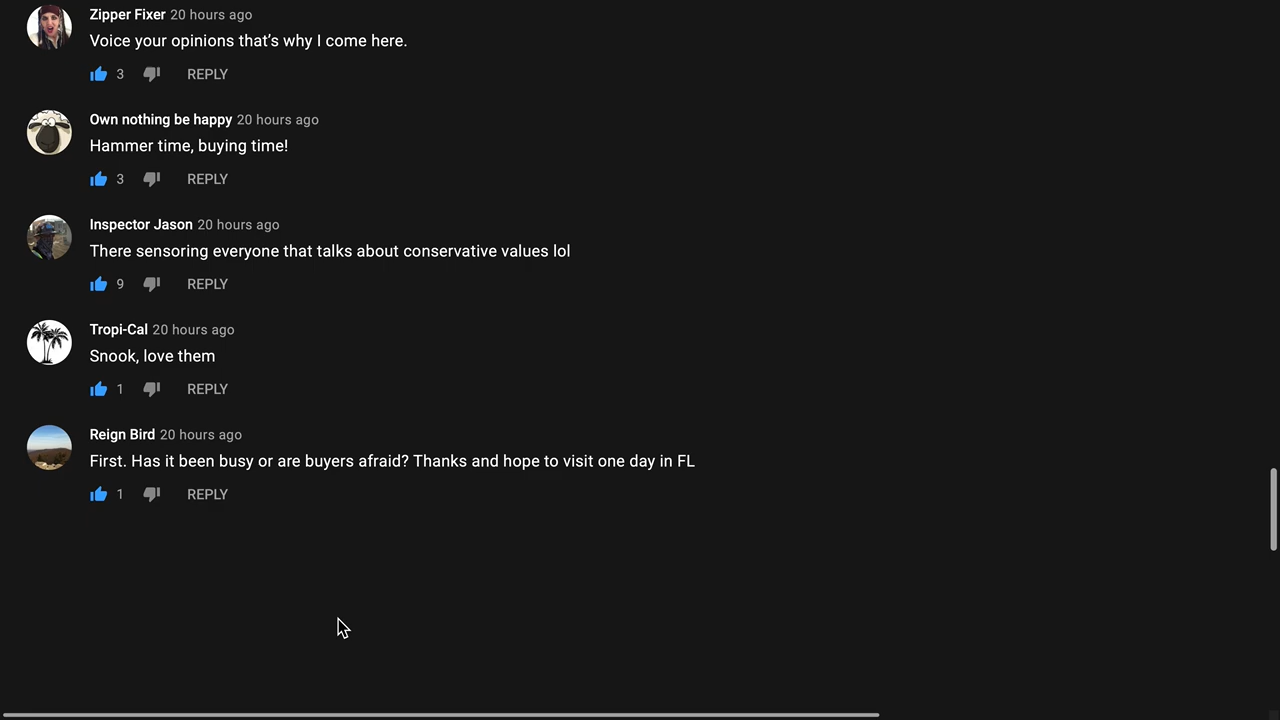 Zipper Fixer 20 hours ago
Voice your opinions that’s why I come here.
3 REPLY
Own nothing be happy 20 hours ago
Hammer time, buying time!
3 REPLY
Inspector Jason 20 hours ago
There sensoring everyone that talks about conservative values lol
9 REPLY
Tropi-Cal 20 hours ago
Snook, love them
1 REPLY
Reign Bird 20 hours ago
First. Has it been busy or are buyers afraid? Thanks and hope to visit one day in FL
1 REPLY